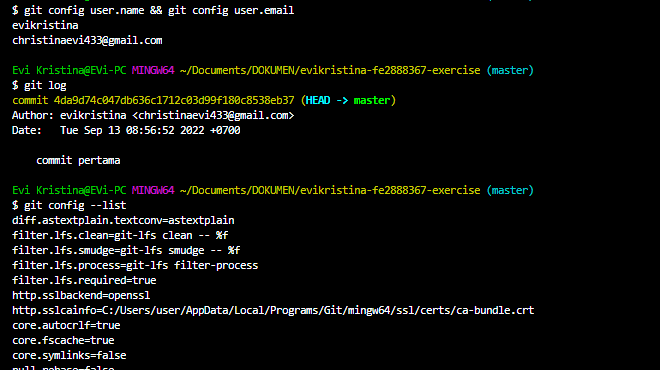 $ git config user.name && git config user.email
evikristina
christinaevi433@gmail.com
Evi Kristina@EVi-PC MINGW64 ~/Documents/DOKUMEN/evikristina-fe2888367-exercise (master)
$ git log
commit 4da9d74c047db636c1712c03d99f180c8538eb37 (HEAD -> master)
Author: evikristina <christinaevi433@gmail.com>
Date:   Tue Sep 13 08:56:52 2022 +0700
    commit pertama
Evi Kristina@EVi-PC MINGW64 ~/Documents/DOKUMEN/evikristina-fe2888367-exercise (master)
$ git config --list
diff.astextplain.textconv=astextplain
filter.lfs.clean=git-lfs clean -- %f
filter.lfs.smudge=git-lfs smudge -- %f
filter.lfs.process=git-lfs filter-process
filter.lfs.required=true
http.sslbackend=openssl
http.sslcainfo=C:/Users/user/AppData/Local/Programs/Git/mingw64/ssl/certs/ca-bundle.crt
core.autocrlf=true
core.fscache=true
core.symlinks=false
pull.rebase=false